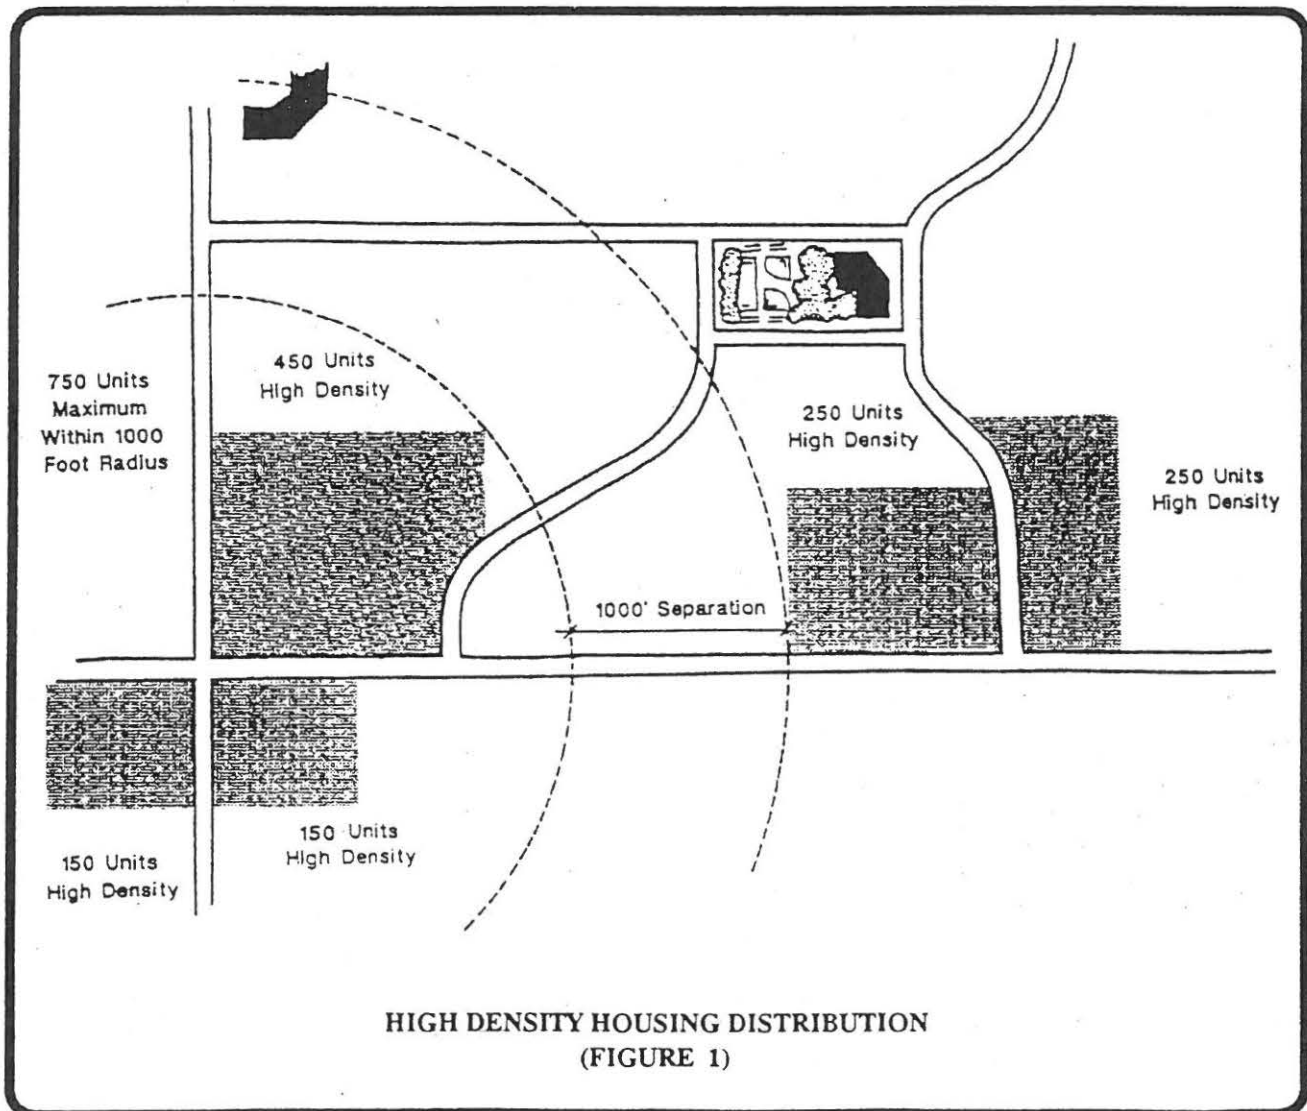 450 Units
High Density
750 Units
Maximum
Within 1000
Foot Radius
250 Units
High Density
250 Units
High Density
1000' Separation
150 Units
High Density
150 Units
High Density
HIGH DENSITY HOUSING DISTRIBUTION
(FIGURE 1)